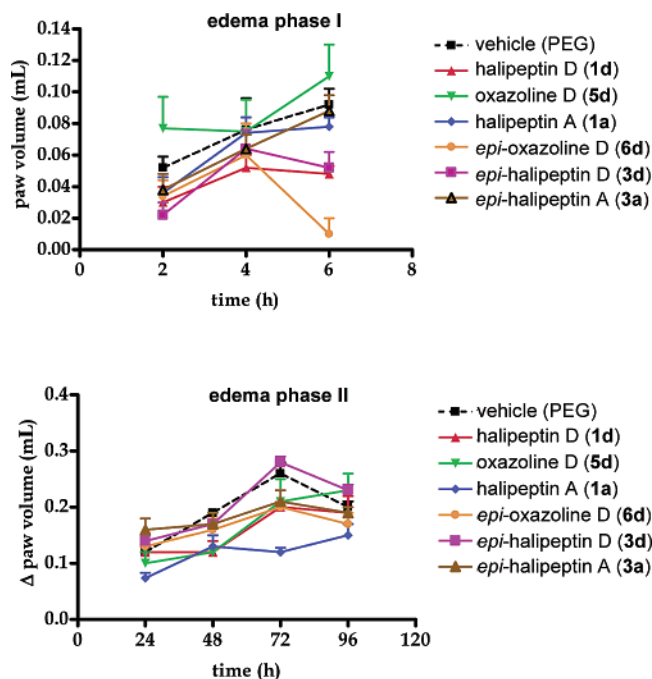 edema phase I
paw volume (mL)
0.14
0.12
0.10
0.08
0.06
0.04
0.02
0.00
0
2
4
6
8
time (h)
vehicle (PEG)
halipeptin D (1d)
oxazoline D (5d)
halipeptin A (1a)
epi-oxazoline D (6d)
epi-halipeptin D (3d)
epi-halipeptin A (3a)
edema phase II
Δ paw volume (mL)
0.4
0.3
0.2
0.1
0.0
0
24
48
72
96
120
time (h)
vehicle (PEG)
halipeptin D (1d)
oxazoline D (5d)
halipeptin A (1a)
epi-oxazoline D (6d)
epi-halipeptin D (3d)
epi-halipeptin A (3a)